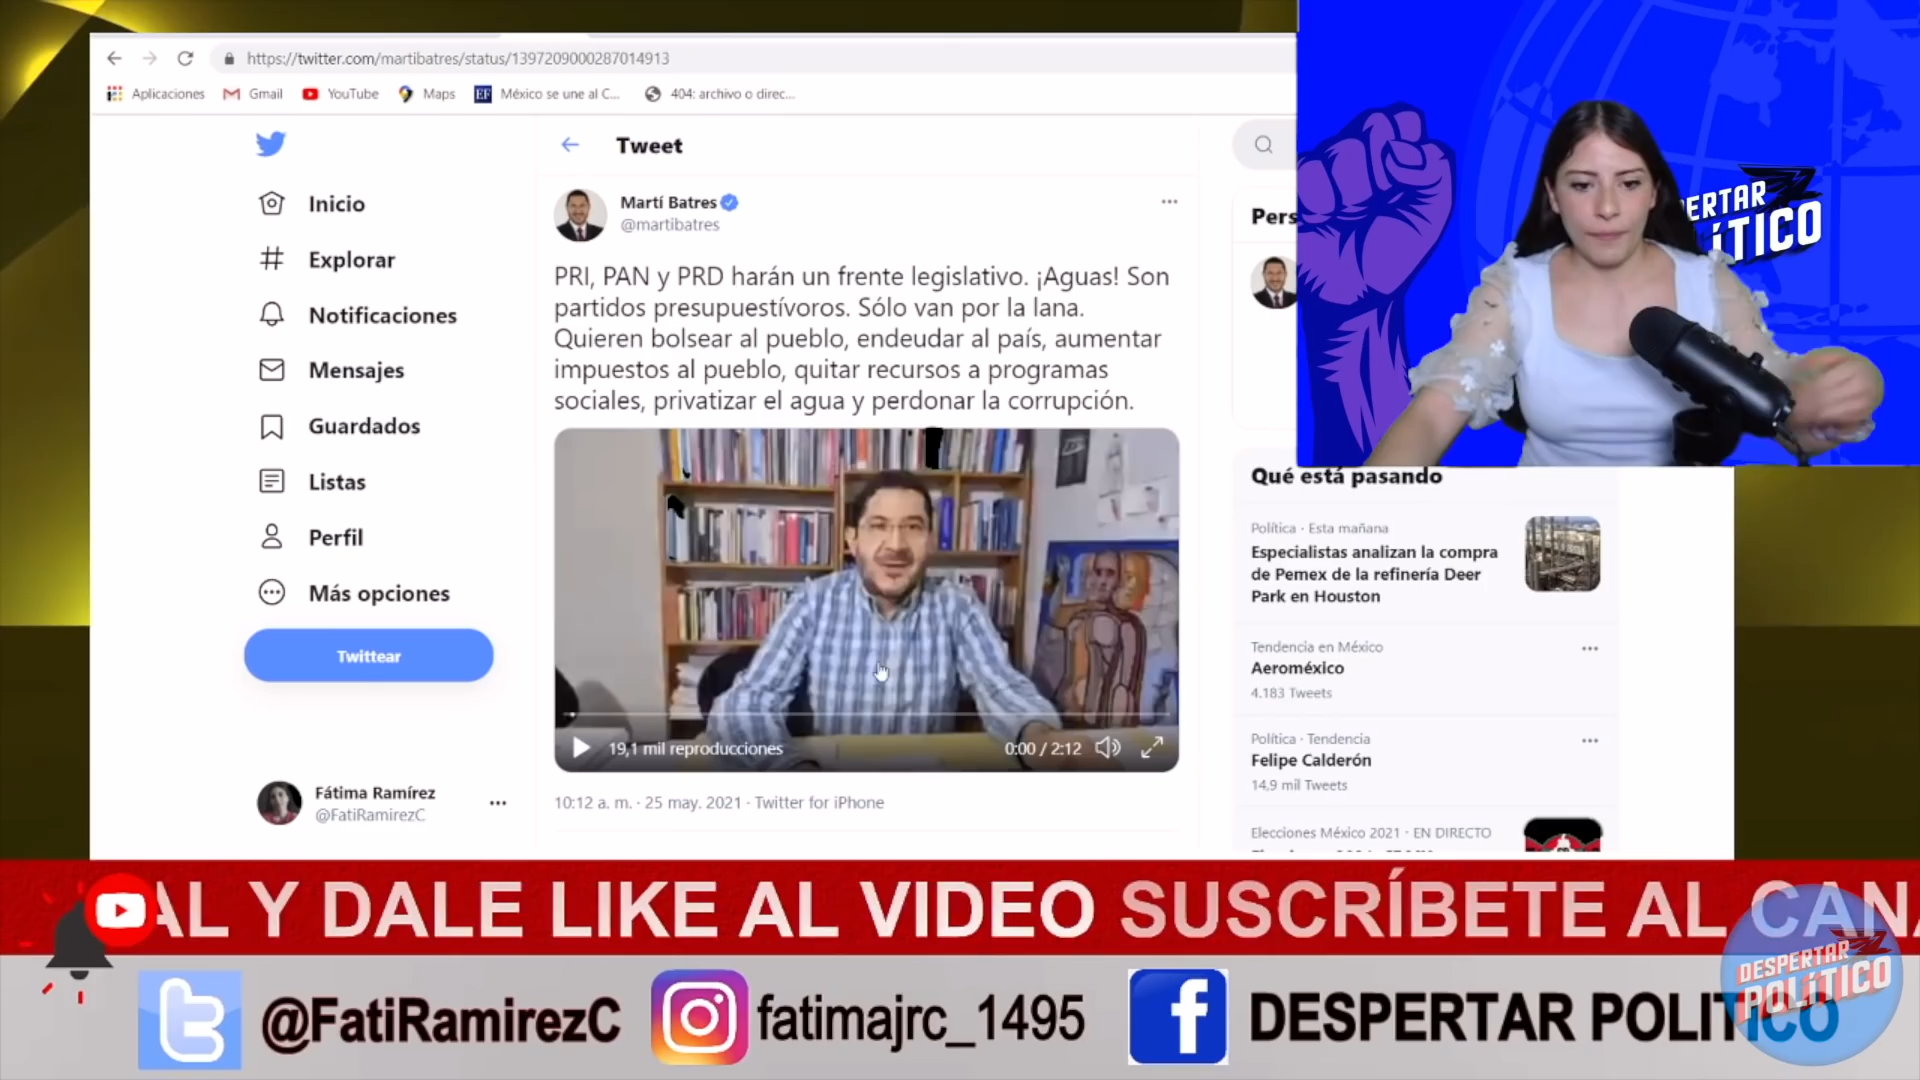 https://twitter.com/martibatres/status/1397209000287014913
Aplicaciones
Gmail
YouTube
Maps
EF
México se une al C...
404: archivo o direc...
Inicio
Explorar
Notificaciones
Mensajes
Guardados
Listas
Perfil
Más opciones
Twittear
Fátima Ramírez
@FatiRamirezC
Tweet
Martí Batres
@martibatres
PRI, PAN y PRD harán un frente legislativo. ¡Aguas! Son
partidos presupuestívoros. Sólo van por la lana.
Quieren bolsear al pueblo, endeudar al país, aumentar
impuestos al pueblo, quitar recursos a programas
sociales, privatizar el agua y perdonar la corrupción.
19,1 mil reproducciones
0:00 / 2:12
10:12 a. m. · 25 may. 2021 · Twitter for iPhone
Pers
ERTAR
LÍTICO
Qué está pasando
Política · Esta mañana
Especialistas analizan la compra
de Pemex de la refinería Deer
Park en Houston
Tendencia en México
Aeroméxico
4.183 Tweets
Política · Tendencia
Felipe Calderón
14,9 mil Tweets
Elecciones México 2021 · EN DIRECTO
AL Y DALE LIKE AL VIDEO SUSCRÍBETE AL CANA
@FatiRamirezC
fatimajrc_1495
DESPERTAR POLITICO
DESPERTAR
POLÍTICO